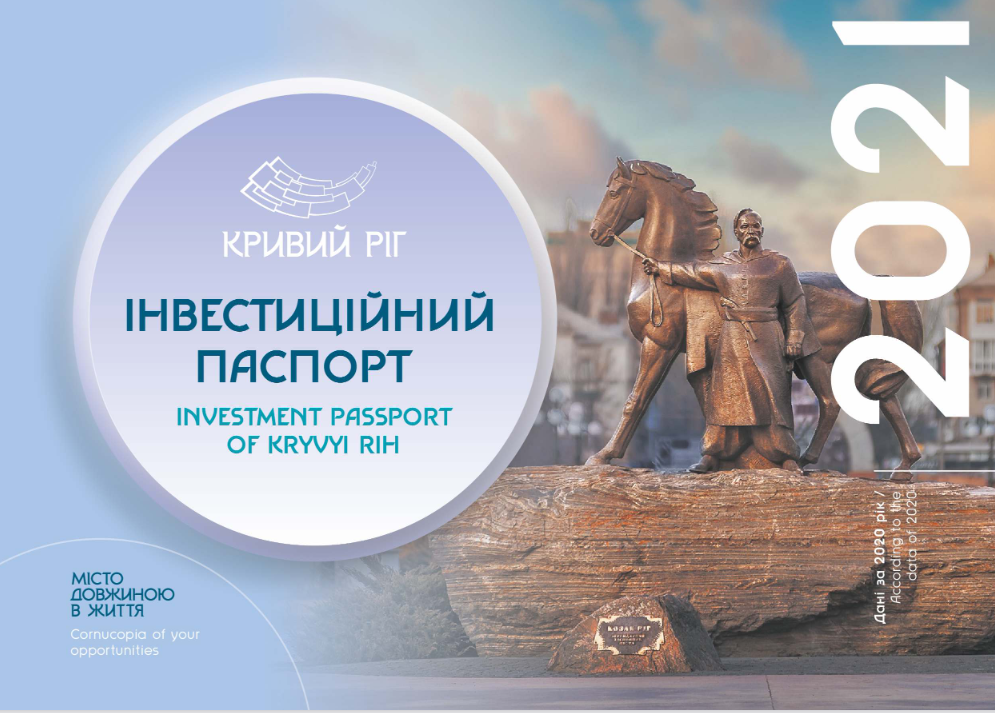 КРИВИЙ РІГ
ІНВЕСТИЦІЙНИЙ
ПАСПОРТ
INVESTMENT PASSPORT
OF KRYVYI RIH
МІСТО
ДОВЖИНОЮ
В ЖИТТЯ
Cornucopia of your
opportunities
2021
Дані за 2020 рік /
According to the
data of 2020
КОЗАК РІГ